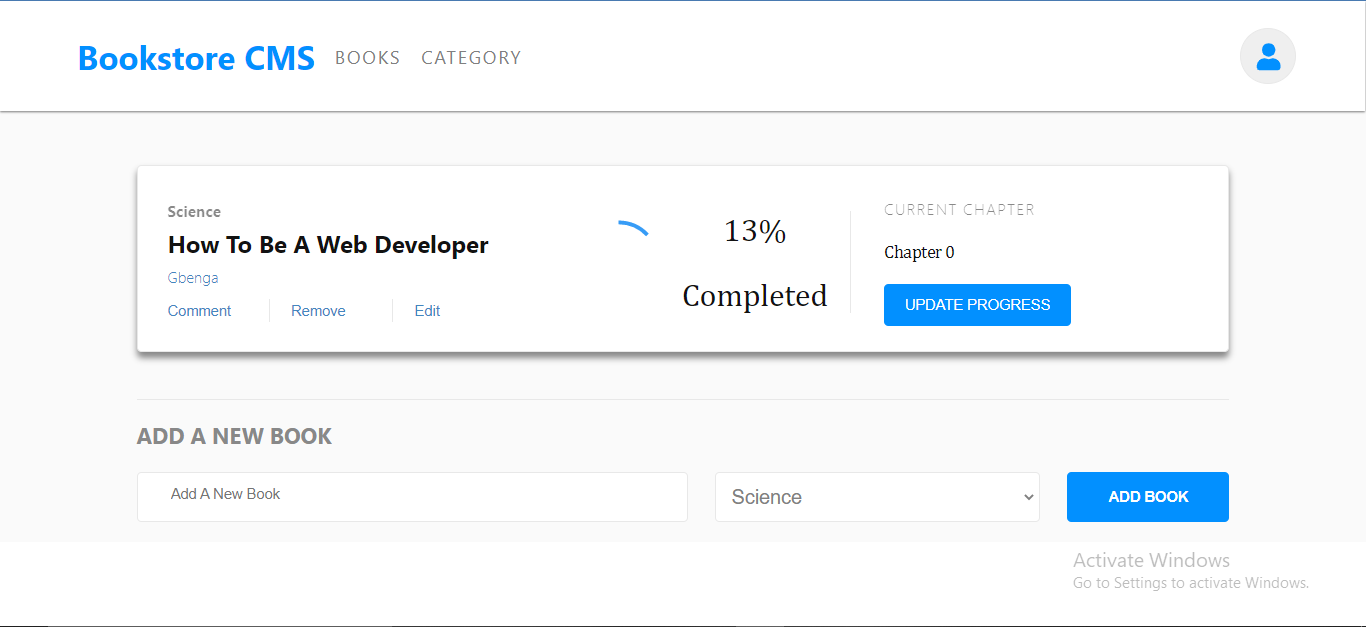 Bookstore CMS BOOKS CATEGORY
Science
How To Be A Web Developer
Gbenga
Comment Remove Edit
13%
Completed
CURRENT CHAPTER
Chapter 0
UPDATE PROGRESS
ADD A NEW BOOK
Add A New Book Science ADD BOOK
Activate Windows
Go to Settings to activate Windows.